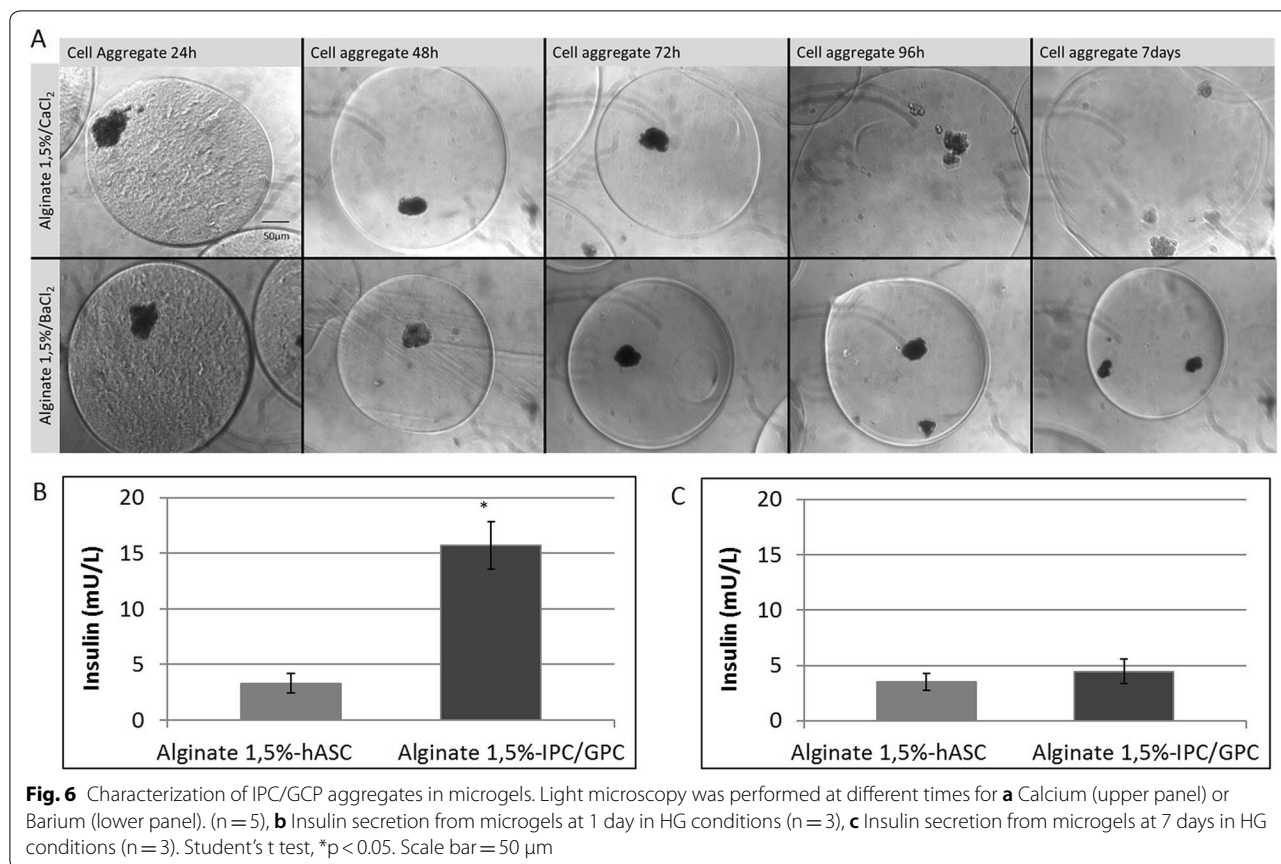 A
Cell Aggregate 24h
Cell aggregate 48h
Cell aggregate 72h
Cell aggregate 96h
Cell aggregate 7days
Alginate 1,5%/CaCl₂
50µm
Alginate 1,5%/BaCl₂
B
Insulin (mU/L)
20
15
10
5
0
*
Alginate 1,5%-hASC
Alginate 1,5%-IPC/GPC
C
Insulin (mU/L)
20
15
10
5
0
Alginate 1,5%-hASC
Alginate 1,5%-IPC/GPC
Fig. 6 Characterization of IPC/GCP aggregates in microgels. Light microscopy was performed at different times for a Calcium (upper panel) or
Barium (lower panel). (n = 5), b Insulin secretion from microgels at 1 day in HG conditions (n = 3), c Insulin secretion from microgels at 7 days in HG
conditions (n = 3). Student's t test, *p < 0.05. Scale bar = 50 µm